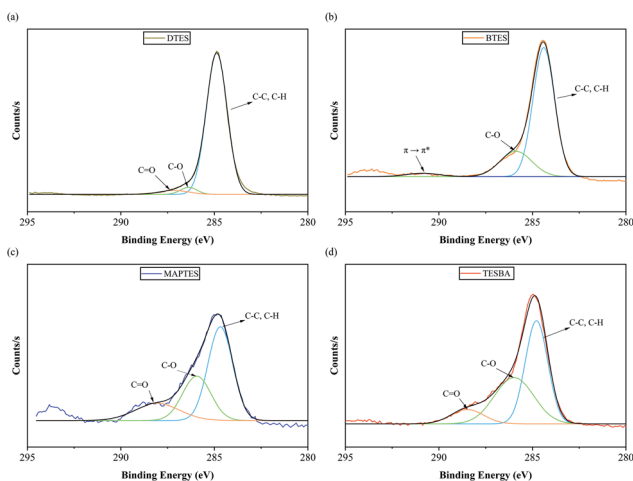 (a)
DTES
C-C, C-H
C-O
C=O
Counts/s
295
290
285
280
Binding Energy (eV)
(b)
BTES
C-C, C-H
C-O
π → π*
Counts/s
295
290
285
280
Binding Energy (eV)
(c)
MAPTES
C-C, C-H
C-O
C=O
Counts/s
295
290
285
280
Binding Energy (eV)
(d)
TESBA
C-C, C-H
C-O
C=O
Counts/s
295
290
285
280
Binding Energy (eV)